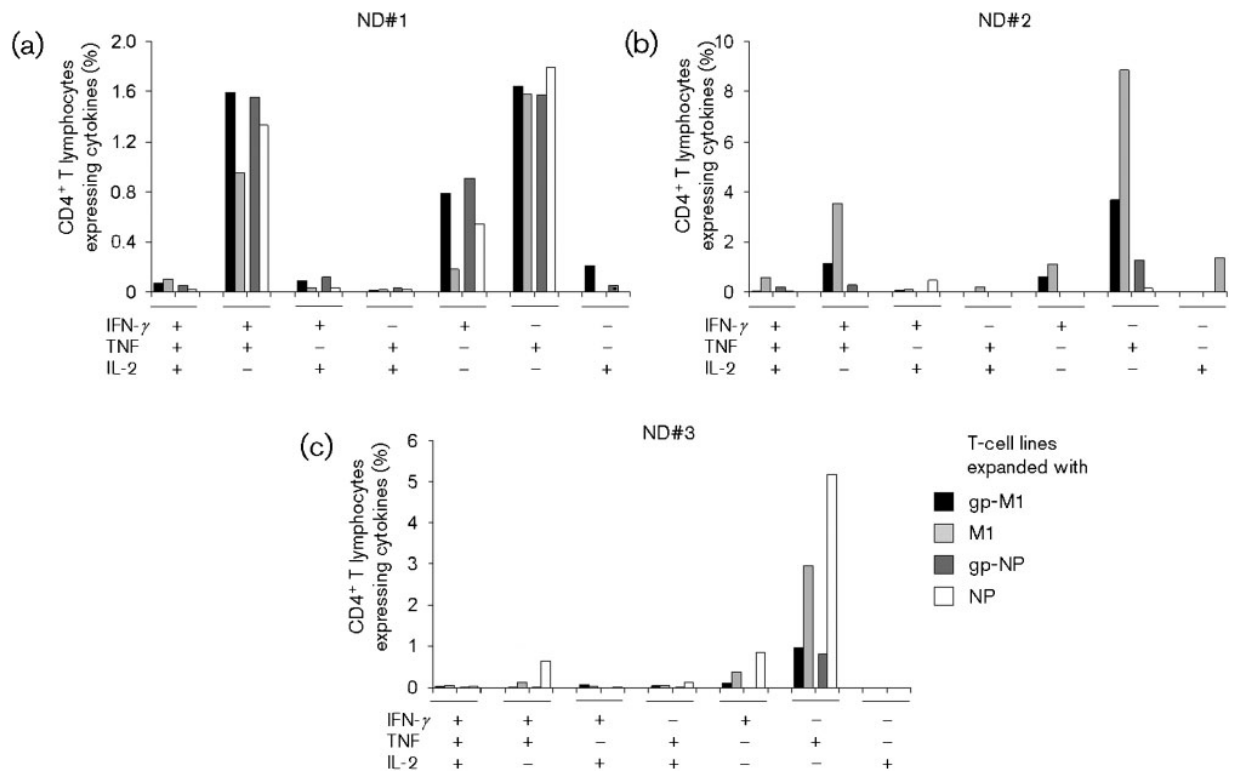 ND#1
(a)
CD4⁺ T lymphocytes
expressing cytokines (%)
2.0
1.6
1.2
0.8
0.4
0
IFN-γ + + + − + − −
TNF + + − + − + −
IL-2 + − + + − − +
ND#2
(b)
CD4⁺ T lymphocytes
expressing cytokines (%)
10
8
6
4
2
0
IFN-γ + + + − + − −
TNF + + − + − + −
IL-2 + − + + − − +
ND#3
(c)
CD4⁺ T lymphocytes
expressing cytokines (%)
6
5
4
3
2
1
0
IFN-γ + + + − + − −
TNF + + − + − + −
IL-2 + − + + − − +
T-cell lines
expanded with
gp-M1
M1
gp-NP
NP